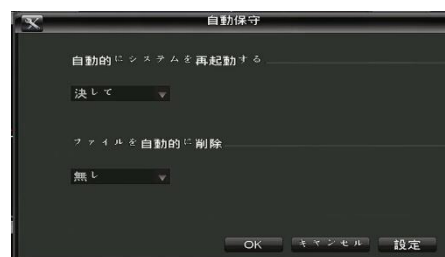 自動保守
自動的にシステムを再起動する
決して
ファイルを自動的に削除
無し
OK キャンセル 設定